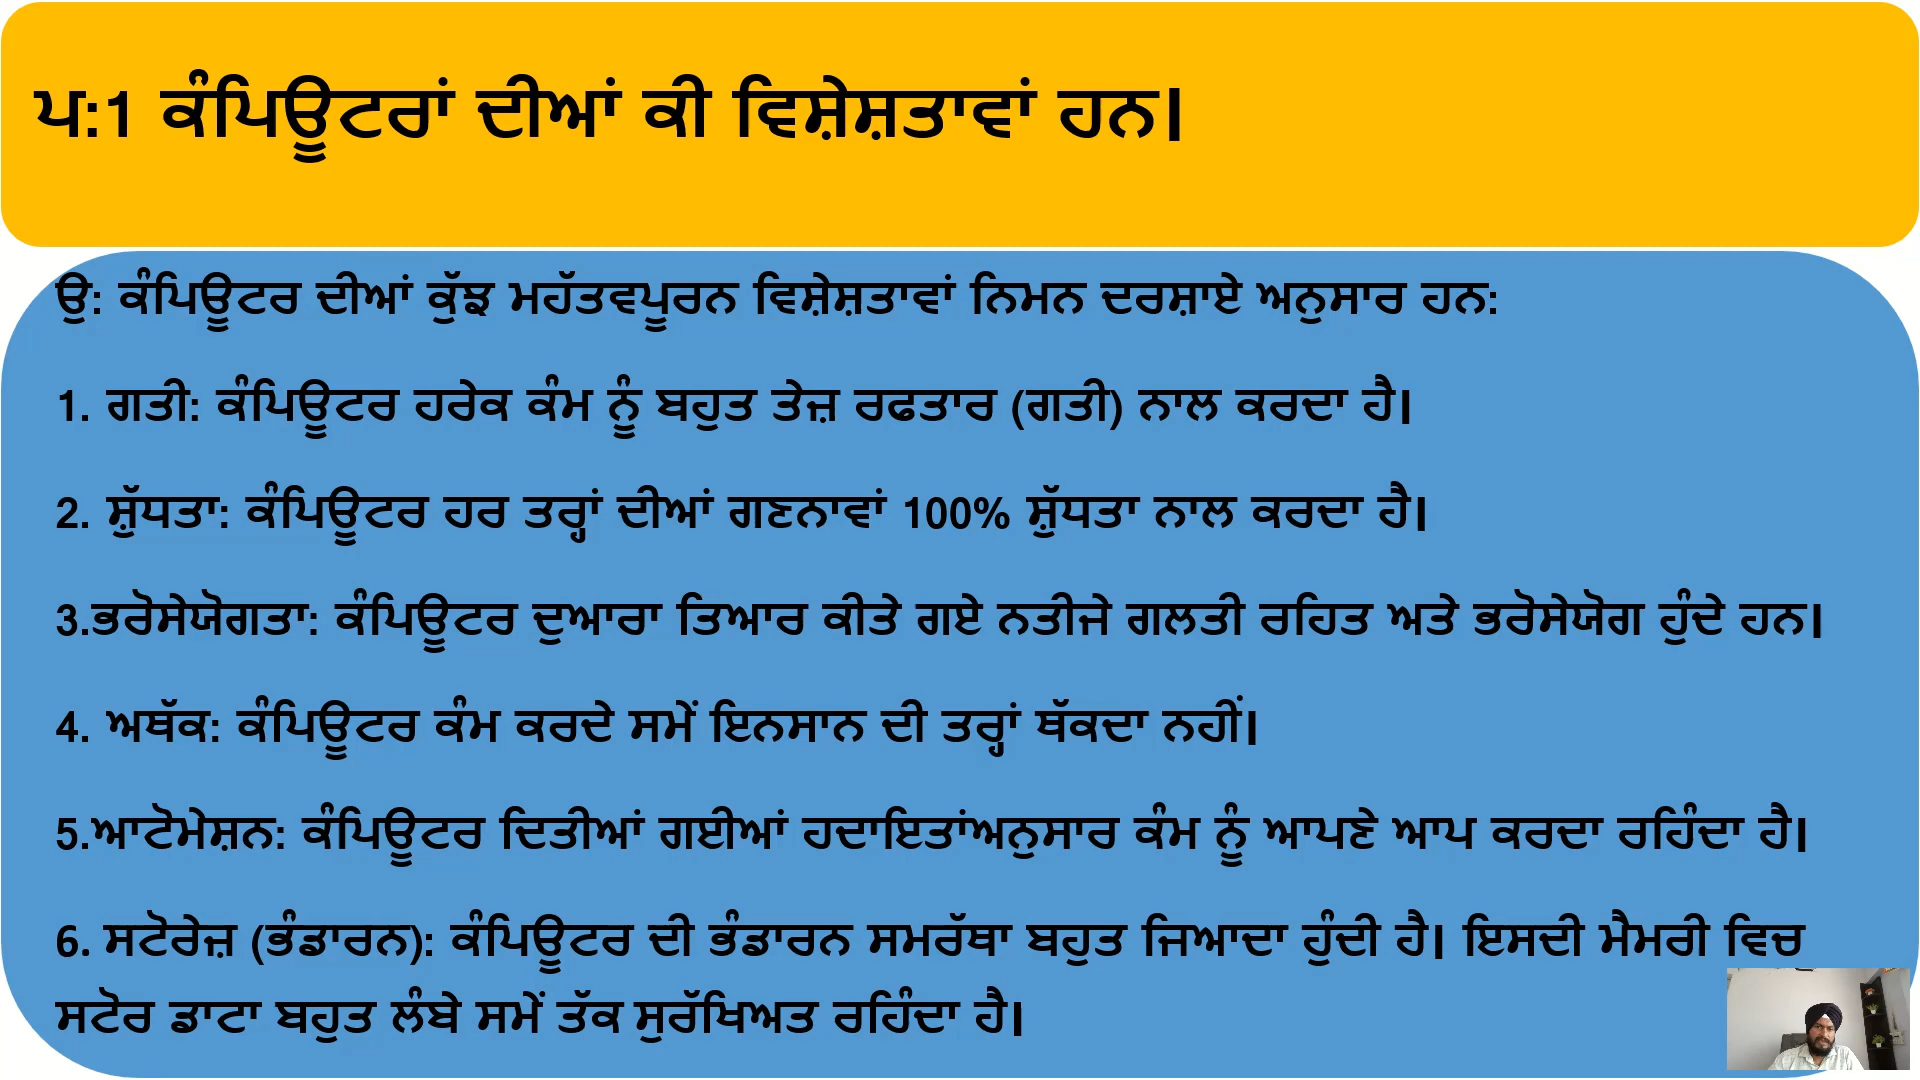 ਪ:1 ਕੰਪਿਊਟਰਾਂ ਦੀਆਂ ਕੀ ਵਿਸ਼ੇਸ਼ਤਾਵਾਂ ਹਨ।
ਉ: ਕੰਪਿਊਟਰ ਦੀਆਂ ਕੁੱਝ ਮਹੱਤਵਪੂਰਨ ਵਿਸ਼ੇਸ਼ਤਾਵਾਂ ਨਿਮਨ ਦਰਸ਼ਾਏ ਅਨੁਸਾਰ ਹਨ:
1. ਗਤੀ: ਕੰਪਿਊਟਰ ਹਰੇਕ ਕੰਮ ਨੂੰ ਬਹੁਤ ਤੇਜ਼ ਰਫਤਾਰ (ਗਤੀ) ਨਾਲ ਕਰਦਾ ਹੈ।
2. ਸ਼ੁੱਧਤਾ: ਕੰਪਿਊਟਰ ਹਰ ਤਰ੍ਹਾਂ ਦੀਆਂ ਗਣਨਾਵਾਂ 100% ਸ਼ੁੱਧਤਾ ਨਾਲ ਕਰਦਾ ਹੈ।
3.ਭਰੋਸੇਯੋਗਤਾ: ਕੰਪਿਊਟਰ ਦੁਆਰਾ ਤਿਆਰ ਕੀਤੇ ਗਏ ਨਤੀਜੇ ਗਲਤੀ ਰਹਿਤ ਅਤੇ ਭਰੋਸੇਯੋਗ ਹੁੰਦੇ ਹਨ।
4. ਅਥੱਕ: ਕੰਪਿਊਟਰ ਕੰਮ ਕਰਦੇ ਸਮੇਂ ਇਨਸਾਨ ਦੀ ਤਰ੍ਹਾਂ ਥੱਕਦਾ ਨਹੀਂ।
5.ਆਟੋਮੇਸ਼ਨ: ਕੰਪਿਊਟਰ ਦਿਤੀਆਂ ਗਈਆਂ ਹਦਾਇਤਾਂਅਨੁਸਾਰ ਕੰਮ ਨੂੰ ਆਪਣੇ ਆਪ ਕਰਦਾ ਰਹਿੰਦਾ ਹੈ।
6. ਸਟੋਰੇਜ਼ (ਭੰਡਾਰਨ): ਕੰਪਿਊਟਰ ਦੀ ਭੰਡਾਰਨ ਸਮਰੱਥਾ ਬਹੁਤ ਜਿਆਦਾ ਹੁੰਦੀ ਹੈ। ਇਸਦੀ ਮੈਮਰੀ ਵਿਚ
ਸਟੋਰ ਡਾਟਾ ਬਹੁਤ ਲੰਬੇ ਸਮੇਂ ਤੱਕ ਸੁਰੱਖਿਅਤ ਰਹਿੰਦਾ ਹੈ।